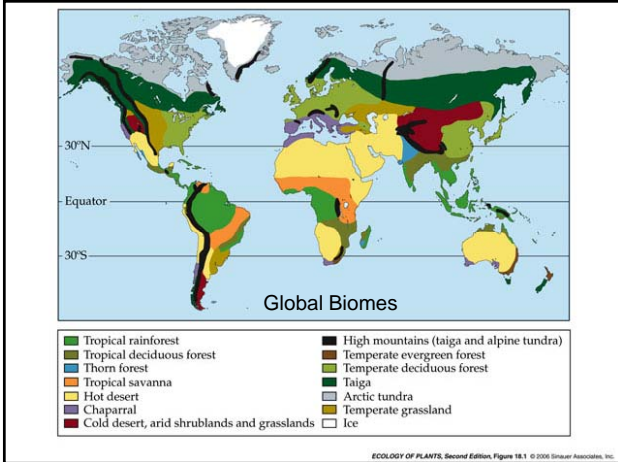 30°N
Equator
30°S
Global Biomes
Tropical rainforest
Tropical deciduous forest
Thorn forest
Tropical savanna
Hot desert
Chaparral
Cold desert, arid shrublands and grasslands
High mountains (taiga and alpine tundra)
Temperate evergreen forest
Temperate deciduous forest
Taiga
Arctic tundra
Temperate grassland
Ice
ECOLOGY OF PLANTS, Second Edition, Figure 18.1 © 2006 Sinauer Associates, Inc.